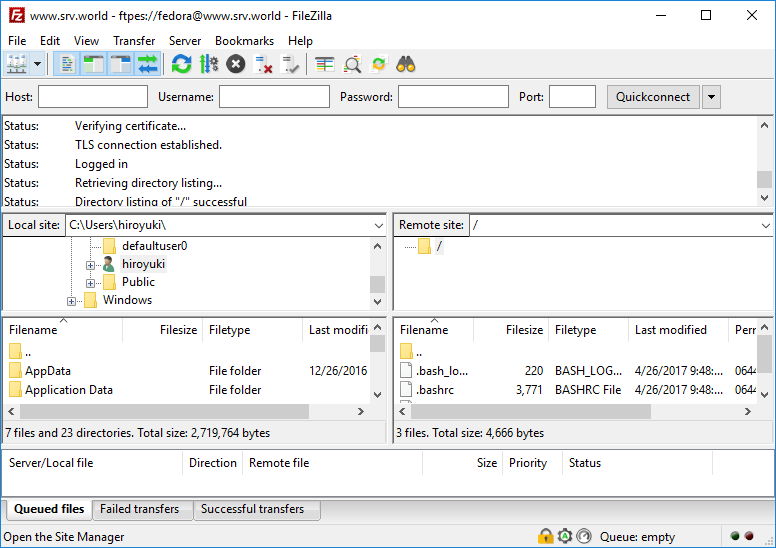 www.srv.world - ftpes://fedora@www.srv.world - FileZilla
File Edit View Transfer Server Bookmarks Help
Host: Username: Password: Port: Quickconnect
Status: Verifying certificate...
Status: TLS connection established.
Status: Logged in
Status: Retrieving directory listing...
Status: Directory listing of "/" successful
Local site: C:\Users\hiroyuki\
defaultuser0
hiroyuki
Public
Windows
Remote site: /
/
Filename Filesize Filetype Last modifi
..
AppData File folder 12/26/2016
Application Data File folder
7 files and 23 directories. Total size: 2,719,764 bytes
Filename Filesize Filetype Last modified Perr
..
.bash_lo... 220 BASH_LOG... 4/26/2017 9:48:... 0644
.bashrc 3,771 BASHRC File 4/26/2017 9:48:... 0644
3 files. Total size: 4,666 bytes
Server/Local file Direction Remote file Size Priority Status
Queued files Failed transfers Successful transfers
Open the Site Manager Queue: empty